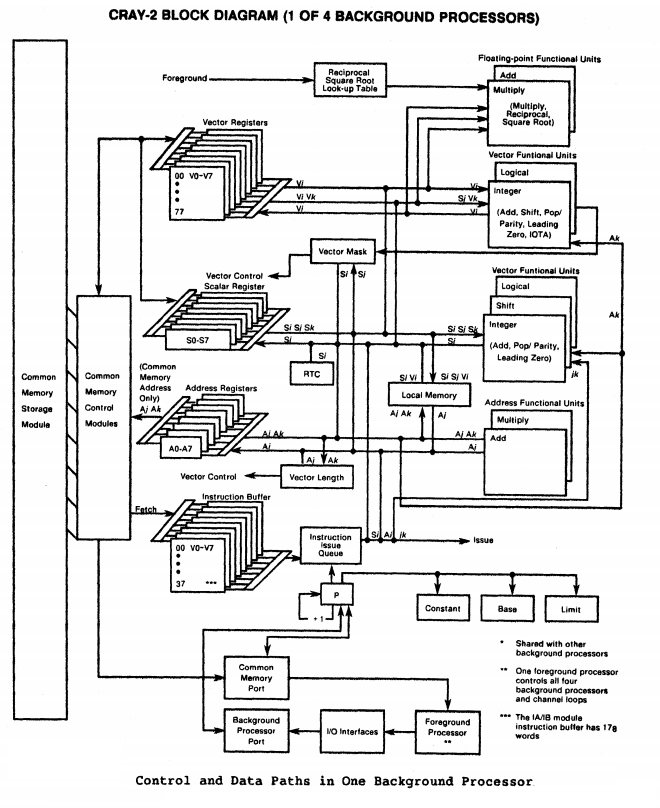 CRAY-2 BLOCK DIAGRAM (1 OF 4 BACKGROUND PROCESSORS)
Floating-point Functional Units
Foreground
Reciprocal
Square Root
Look-up Table
Add
Multiply
(Multiply,
Reciprocal,
Square Root)
Vector Registers
00 V0-V7
77
Vi
Vi Vk
Vi
Vector Funtional Units
Logical
Vi
Integer
Sj Vk
Vi
(Add, Shift, Pop/
Parity, Leading
Zero, IOTA)
Ak
Vector Mask
Si
Sj
Vector Control
Scalar Register
S0-S7
Si Sj Sk
Si
Si
RTC
Vector Funtional Units
Logical
Shift
Si Sj Sk
Integer
Si
(Add, Pop/ Parity,
Leading Zero)
Ak
jk
Common
Memory
Storage
Module
Common
Memory
Control
Modules
(Common
Memory
Address
Only)
Aj Ak
Address Registers
A0-A7
Aj Ak
Ai
Si Vi
Si Sj Vi
Local Memory
Aj Ak
Ai
Address Functional Units
Multiply
Aj Ak
Add
Ai
Vector Control
Ai
Ak
Vector Length
Fetch
Instruction Buffer
00 V0-V7
37 ***
Instruction
Issue
Queue
Si Ai jk
Issue
P
+ 1
Constant
Base
Limit
Common
Memory
Port
Background
Processor
Port
I/O Interfaces
Foreground
Processor
**
* Shared with other
background processors
** One foreground processor
controls all four
background processors
and channel loops
*** The IA/IB module
instruction buffer has 178
words
Control and Data Paths in One Background Processor